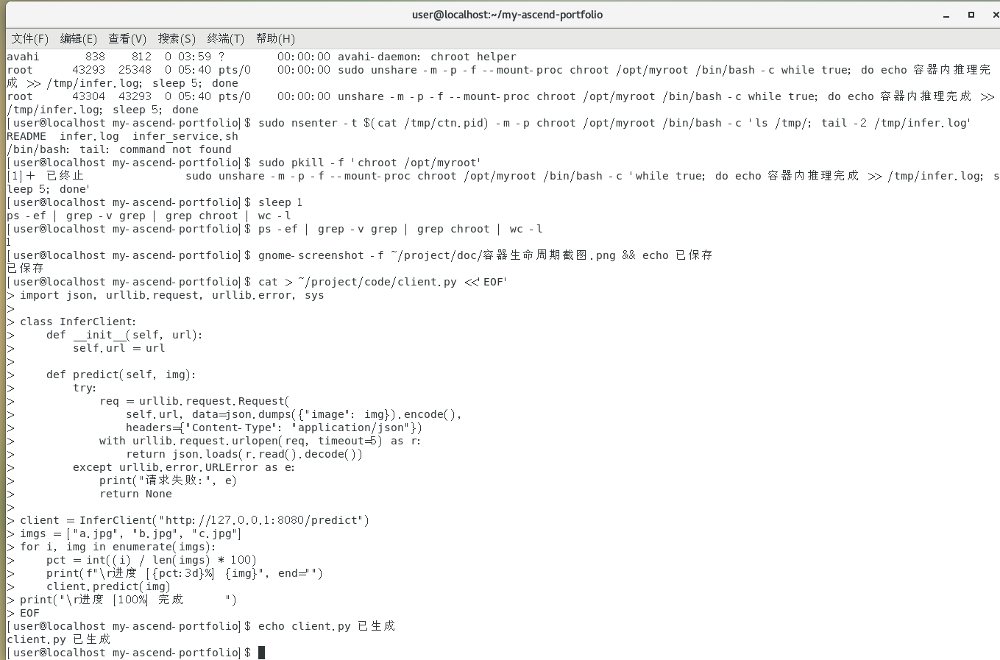 user@localhost:~/my-ascend-portfolio
文件(F) 编辑(E) 查看(V) 搜索(S) 终端(T) 帮助(H)
avahi       838    812  0 03:59 ?        00:00:00 avahi-daemon: chroot helper
root      43293  25348  0 05:40 pts/0    00:00:00 sudo unshare -m -p -f --mount-proc chroot /opt/myroot /bin/bash -c while true; do echo 容器内推理完
成 >> /tmp/infer.log; sleep 5; done
root      43304  43293  0 05:40 pts/0    00:00:00 unshare -m -p -f --mount-proc chroot /opt/myroot /bin/bash -c while true; do echo 容器内推理完成 >>
/tmp/infer.log; sleep 5; done
[user@localhost my-ascend-portfolio]$ sudo nsenter -t $(cat /tmp/ctn.pid) -m -p chroot /opt/myroot /bin/bash -c 'ls /tmp/; tail -2 /tmp/infer.log'
README  infer.log  infer_service.sh
/bin/bash: tail: command not found
[user@localhost my-ascend-portfolio]$ sudo pkill -f 'chroot /opt/myroot'
[1]+  已终止               sudo unshare -m -p -f --mount-proc chroot /opt/myroot /bin/bash -c 'while true; do echo 容器内推理完成 >> /tmp/infer.log; s
leep 5; done'
[user@localhost my-ascend-portfolio]$ sleep 1
ps -ef | grep -v grep | grep chroot | wc -l
[user@localhost my-ascend-portfolio]$ ps -ef | grep -v grep | grep chroot | wc -l
1
[user@localhost my-ascend-portfolio]$ gnome-screenshot -f ~/project/doc/容器生命周期截图.png && echo 已保存
已保存
[user@localhost my-ascend-portfolio]$ cat > ~/project/code/client.py <<'EOF'
> import json, urllib.request, urllib.error, sys
>
> class InferClient:
>     def __init__(self, url):
>         self.url = url
>
>     def predict(self, img):
>         try:
>             req = urllib.request.Request(
>                 self.url, data=json.dumps({"image": img}).encode(),
>                 headers={"Content-Type": "application/json"})
>             with urllib.request.urlopen(req, timeout=5) as r:
>                 return json.loads(r.read().decode())
>         except urllib.error.URLError as e:
>             print("请求失败:", e)
>             return None
>
> client = InferClient("http://127.0.0.1:8080/predict")
> imgs = ["a.jpg", "b.jpg", "c.jpg"]
> for i, img in enumerate(imgs):
>     pct = int((i) / len(imgs) * 100)
>     print(f"\r进度 [{pct:3d}%] {img}", end="")
>     client.predict(img)
> print("\r进度 [100%] 完成      ")
> EOF
[user@localhost my-ascend-portfolio]$ echo client.py 已生成
client.py 已生成
[user@localhost my-ascend-portfolio]$